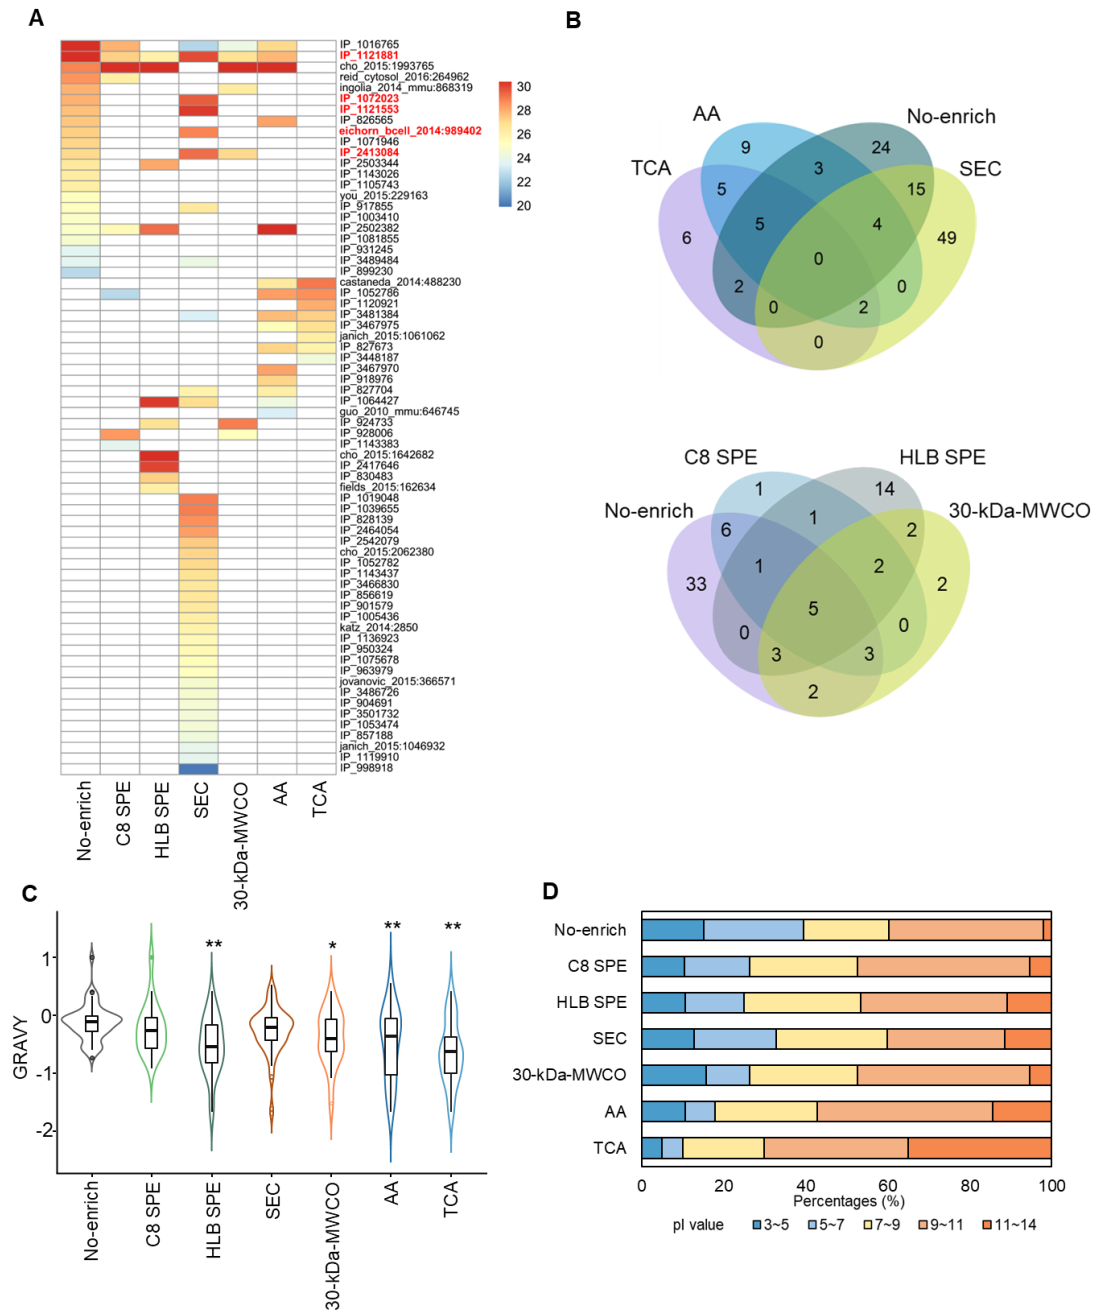 A
IP_1016765
IP_1121881
cho_2015:1993765
reid_cytosol_2016:264962
ingolia_2014_mmu:868319
IP_1072023
IP_1121553
IP_826565
eichorn_bcell_2014:989402
IP_1071946
IP_2413084
IP_2503344
IP_1143026
IP_1105743
you_2015:229163
IP_917855
IP_1003410
IP_2502382
IP_1081855
IP_931245
IP_3489484
IP_899230
castaneda_2014:488230
IP_1052786
IP_1120921
IP_3481384
IP_3467975
janich_2015:1061062
IP_827673
IP_3448187
IP_3467970
IP_918976
IP_827704
IP_1064427
guo_2010_mmu:646745
IP_924733
IP_928006
IP_1143383
cho_2015:1642682
IP_2417646
IP_830483
fields_2015:162634
IP_1019048
IP_1039655
IP_828139
IP_2464054
IP_2542079
cho_2015:2062380
IP_1052782
IP_1143437
IP_3466830
IP_856619
IP_901579
IP_1005436
katz_2014:2850
IP_1136923
IP_950324
IP_1075678
IP_963979
jovanovic_2015:366571
IP_3486726
IP_904691
IP_3501732
IP_1053474
IP_857188
janich_2015:1046932
IP_1119910
IP_998918
30
28
26
24
22
20
No-enrich
C8 SPE
HLB SPE
SEC
30-kDa-MWCO
AA
TCA
B
AA
No-enrich
TCA
SEC
9
24
3
5
15
5
4
6
49
0
2
0
0
2
0
C8 SPE
HLB SPE
No-enrich
30-kDa-MWCO
1
14
6
1
2
1
2
33
2
5
0
0
3
3
2
C
GRAVY
1
0
-1
-2
**
*
**
**
No-enrich
C8 SPE
HLB SPE
SEC
30-kDa-MWCO
AA
TCA
D
No-enrich
C8 SPE
HLB SPE
SEC
30-kDa-MWCO
AA
TCA
0 20 40 60 80 100
Percentages (%)
pI value 3~5 5~7 7~9 9~11 11~14